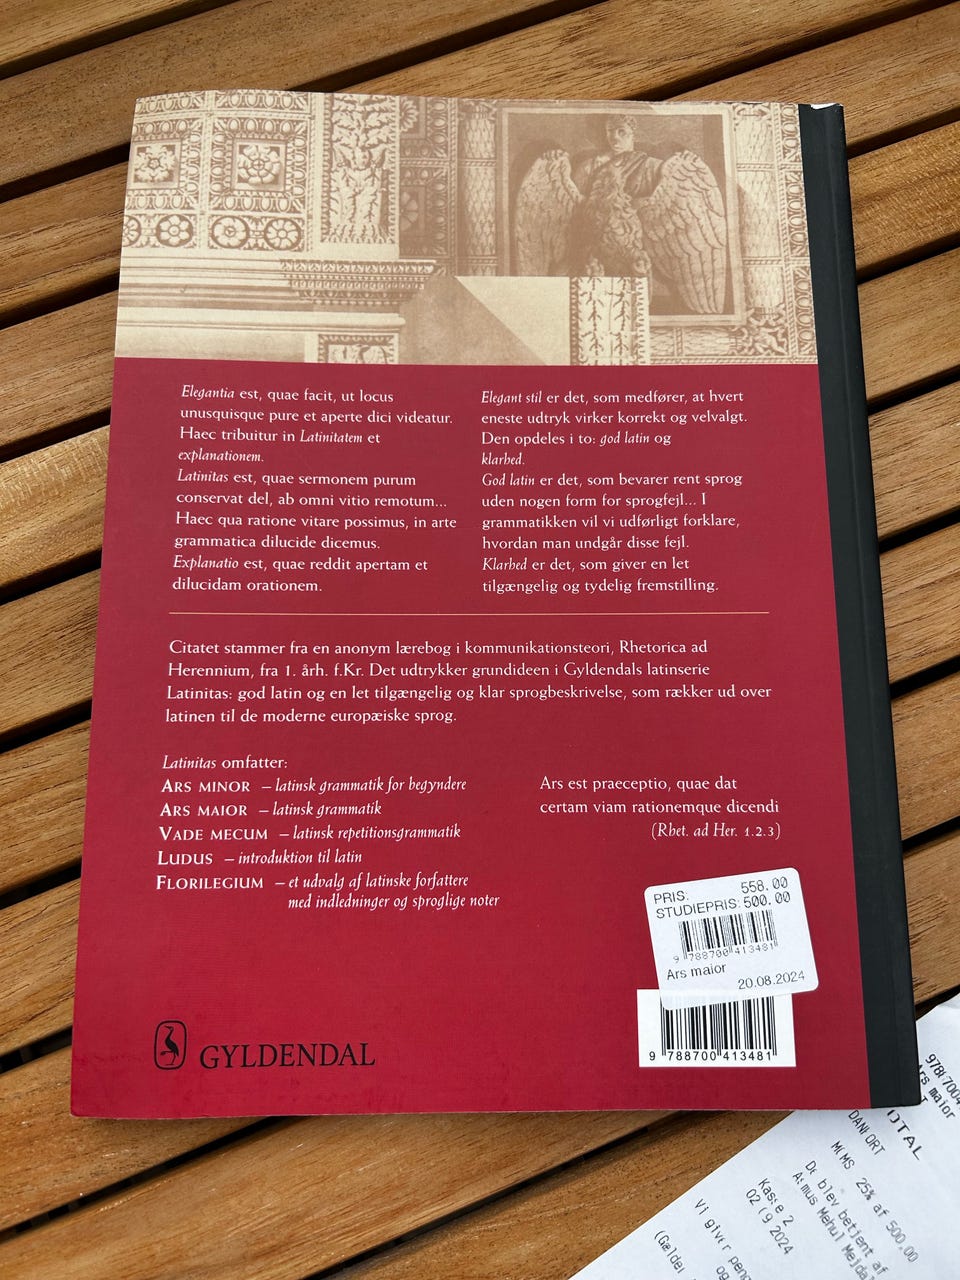 Elegantia est, quae facit, ut locus
unusquisque pure et aperte dici videatur.
Haec tribuitur in Latinitatem et
explanationem.
Latinitas est, quae sermonem purum
conservat del, ab omni vitio remotum...
Haec qua ratione vitare possimus, in arte
grammatica dilucide dicemus.
Explanatio est, quae reddit apertam et
dilucidam orationem.
Elegant stil er det, som medfører, at hvert
eneste udtryk virker korrekt og velvalgt.
Den opdeles i to: god latin og
klarhed.
God latin er det, som bevarer rent sprog
uden nogen form for sprogfejl... I
grammatikken vil vi udførligt forklare,
hvordan man undgår disse fejl.
Klarhed er det, som giver en let
tilgængelig og tydelig fremstilling.
Citatet stammer fra en anonym lærebog i kommunikationsteori, Rhetorica ad
Herennium, fra 1. årh. f.Kr. Det udtrykker grundideen i Gyldendals latinserie
Latinitas: god latin og en let tilgængelig og klar sprogbeskrivelse, som rækker ud over
latinen til de moderne europæiske sprog.
Latinitas omfatter:
ARS MINOR – latinsk grammatik for begyndere
ARS MAIOR – latinsk grammatik
VADE MECUM – latinsk repetitionsgrammatik
LUDUS – introduktion til latin
FLORILEGIUM – et udvalg af latinske forfattere
med indledninger og sproglige noter
Ars est praeceptio, quae dat
certam viam rationemque dicendi
(Rhet. ad Her. 1.2.3)
PRIS: 558.00
STUDIEPRIS: 500.00
9 788700 413481
Ars maior
20.08.2024
9 788700 413481
GYLDENDAL
Ars maior
DANKORT
25% af 500,00
De blev betjent af
Kasse 2
2024
Vi giver
og
(Gælder